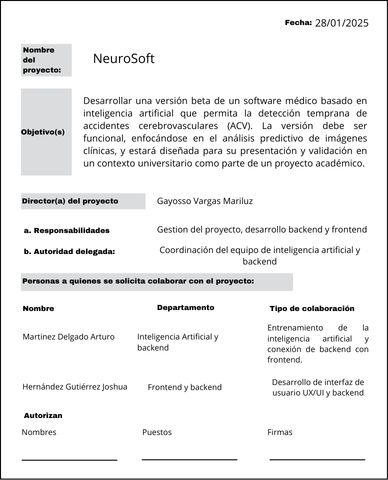 Fecha: 28/01/2025
Nombre
del
proyecto:
NeuroSoft
Objetivo(s)
Desarrollar una versión beta de un software médico basado en
inteligencia artificial que permita la detección temprana de
accidentes cerebrovasculares (ACV). La versión debe ser
funcional, enfocándose en el análisis predictivo de imágenes
clínicas, y estará diseñada para su presentación y validación en
un contexto universitario como parte de un proyecto académico.
Director(a) del proyecto
Gayosso Vargas Mariluz
a. Responsabilidades
Gestion del proyecto, desarrollo backend y frontend
b. Autoridad delegada:
Coordinación del equipo de inteligencia artificial y
backend
Personas a quienes se solicita colaborar con el proyecto:
Nombre
Departamento
Tipo de colaboración
Martinez Delgado Arturo
Inteligencia Artificial y
backend
Entrenamiento de la
inteligencia artificial y
conexión de backend con
frontend.
Hernández Gutiérrez Joshua
Frontend y backend
Desarrollo de interfaz de
usuario UX/UI y backend
Autorizan
Nombres
Puestos
Firmas